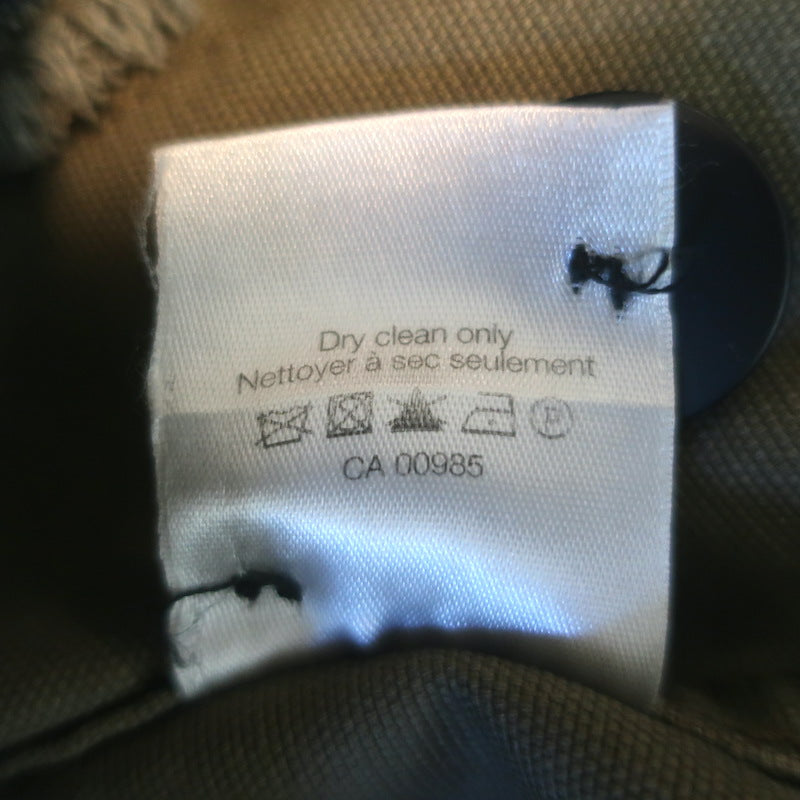 Dry clean only
Nettoyer à sec seulement
P
CA 00985